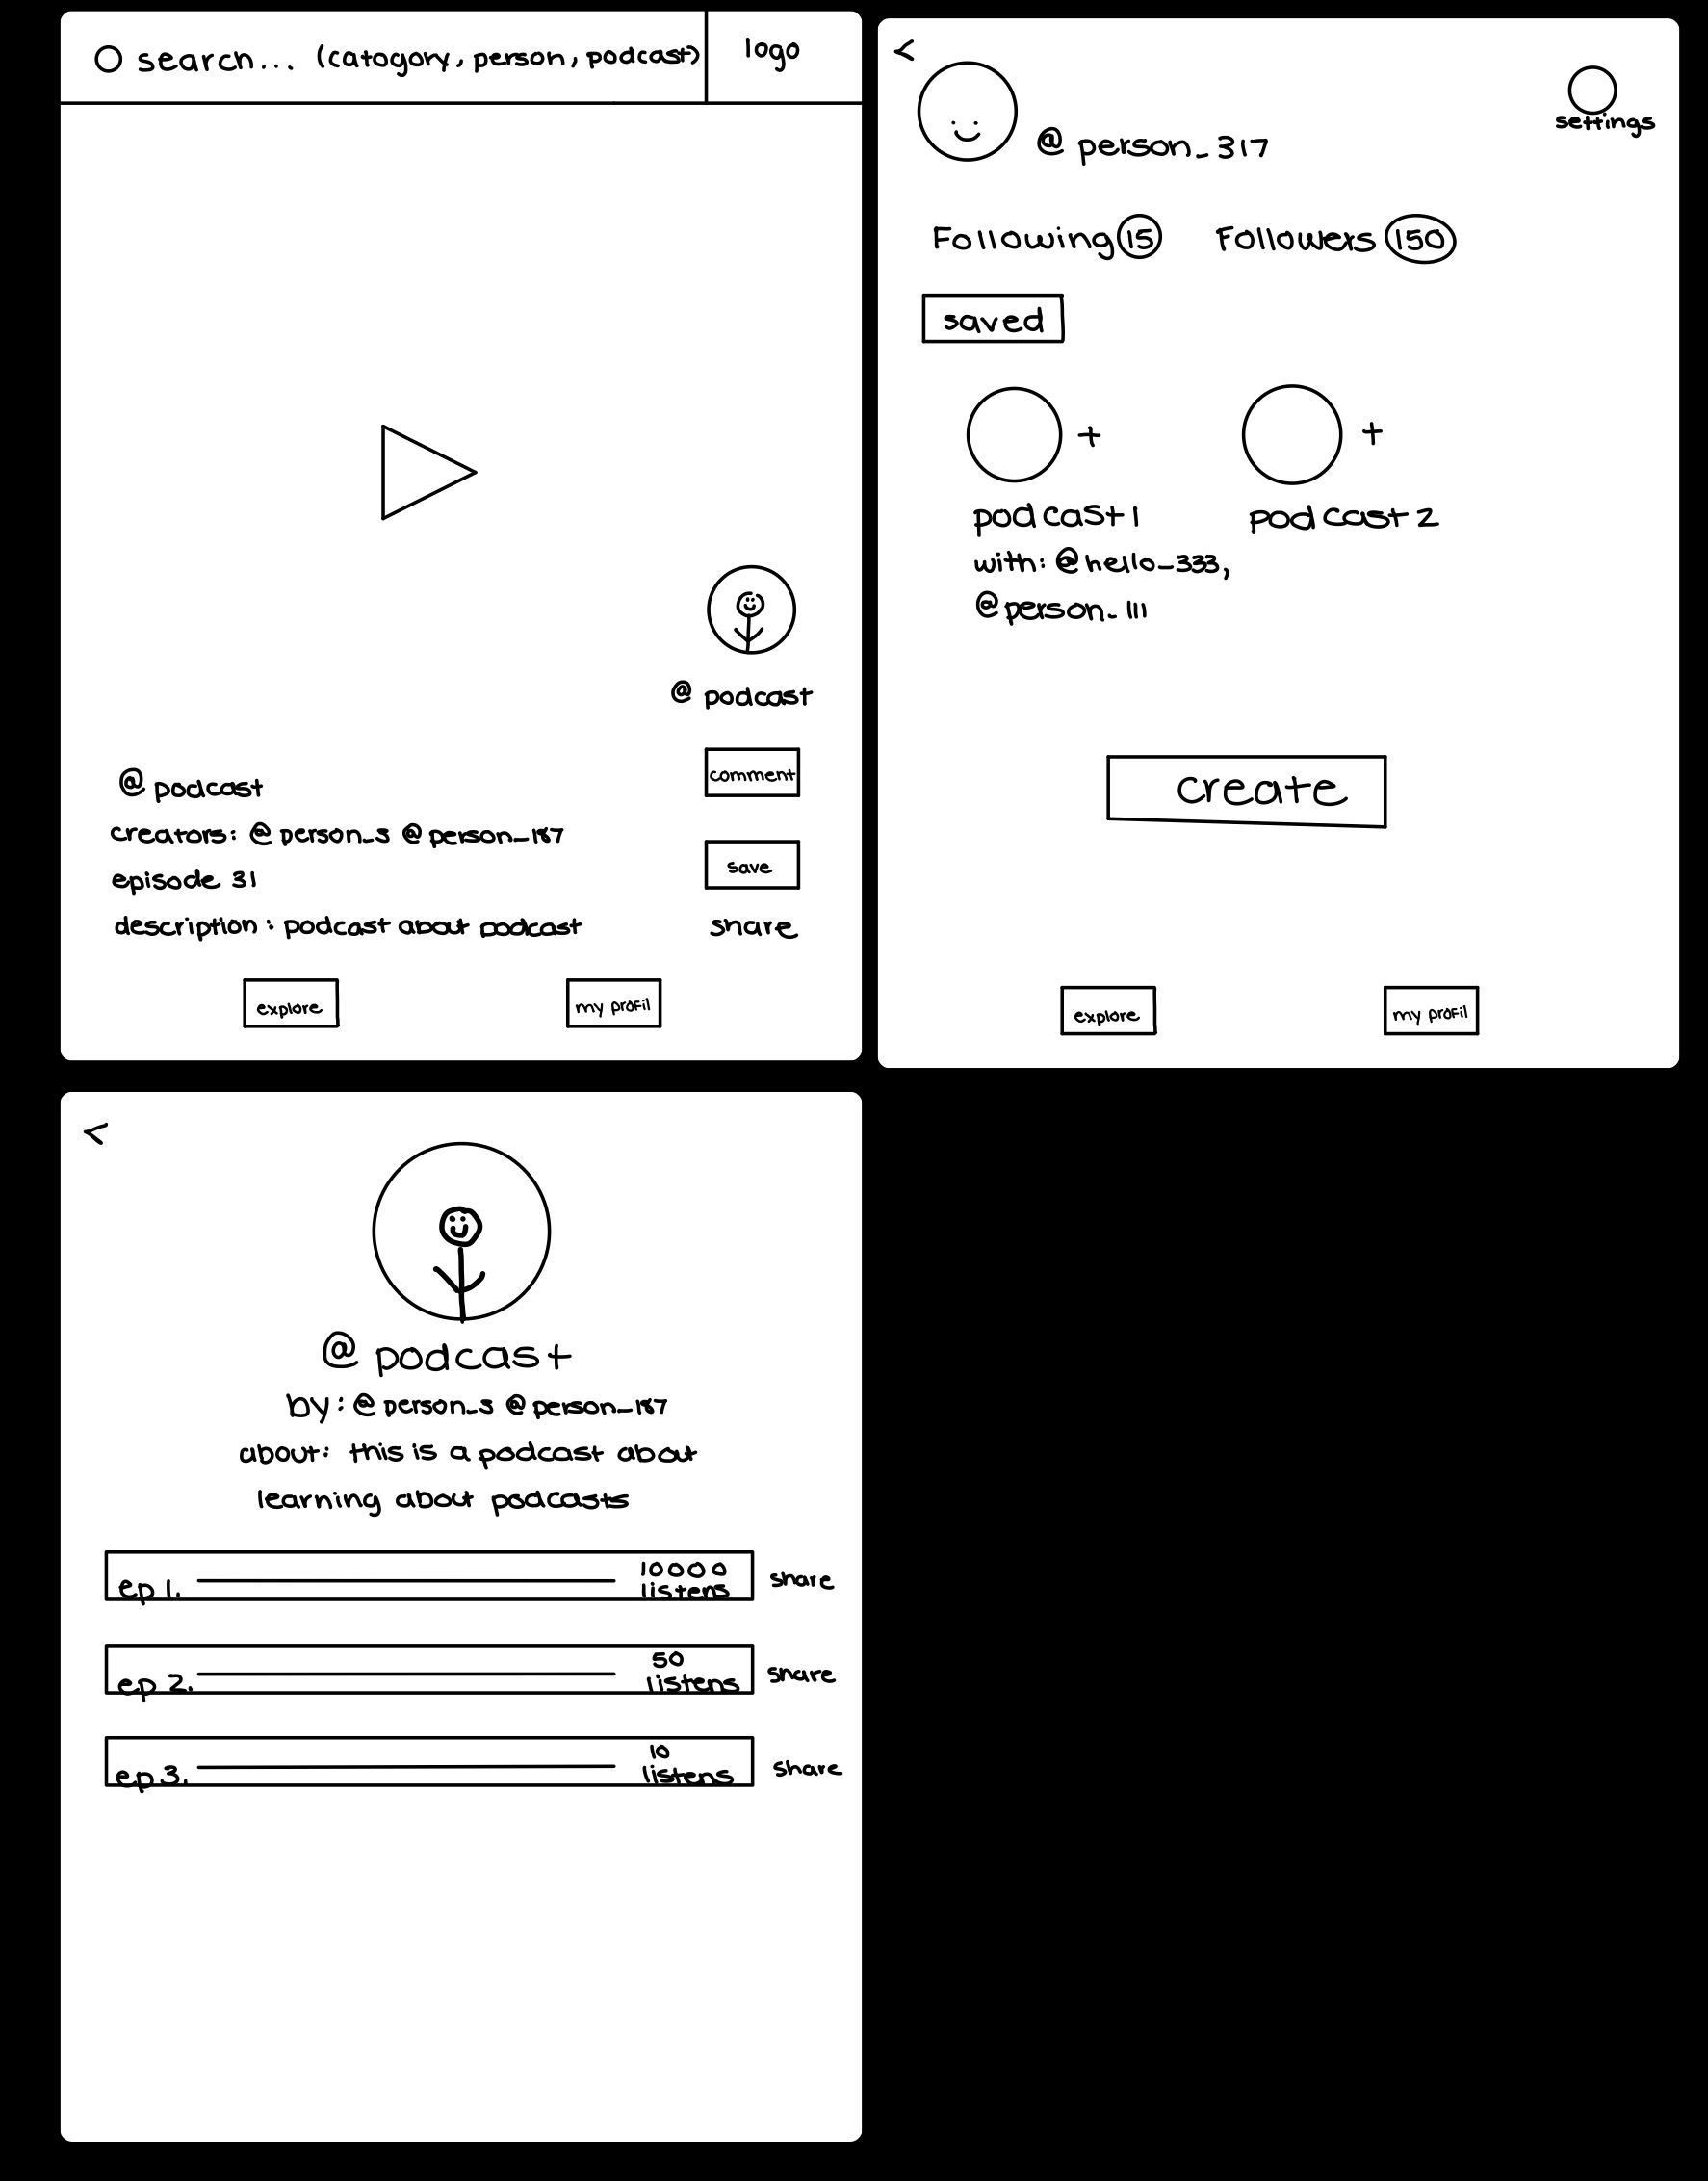 search... (catagory, person, podcast)
logo
@ podcast
comment
@ podcast
creators: @ person_s @ person_187
save
episode 31
description: podcast about podcast
share
explore
my profil
<
@ person_317
settings
Following 15 Followers 150
saved
+
+
podcast 1
podcast 2
with: @hello_333,
@person_111
create
explore
my profil
<
@ podcast
by: @ person_s @ person_187
about: this is a podcast about
learning about podcasts
ep 1.
10000
listens
share
ep 2.
50
listens
share
ep 3.
10
listens
share